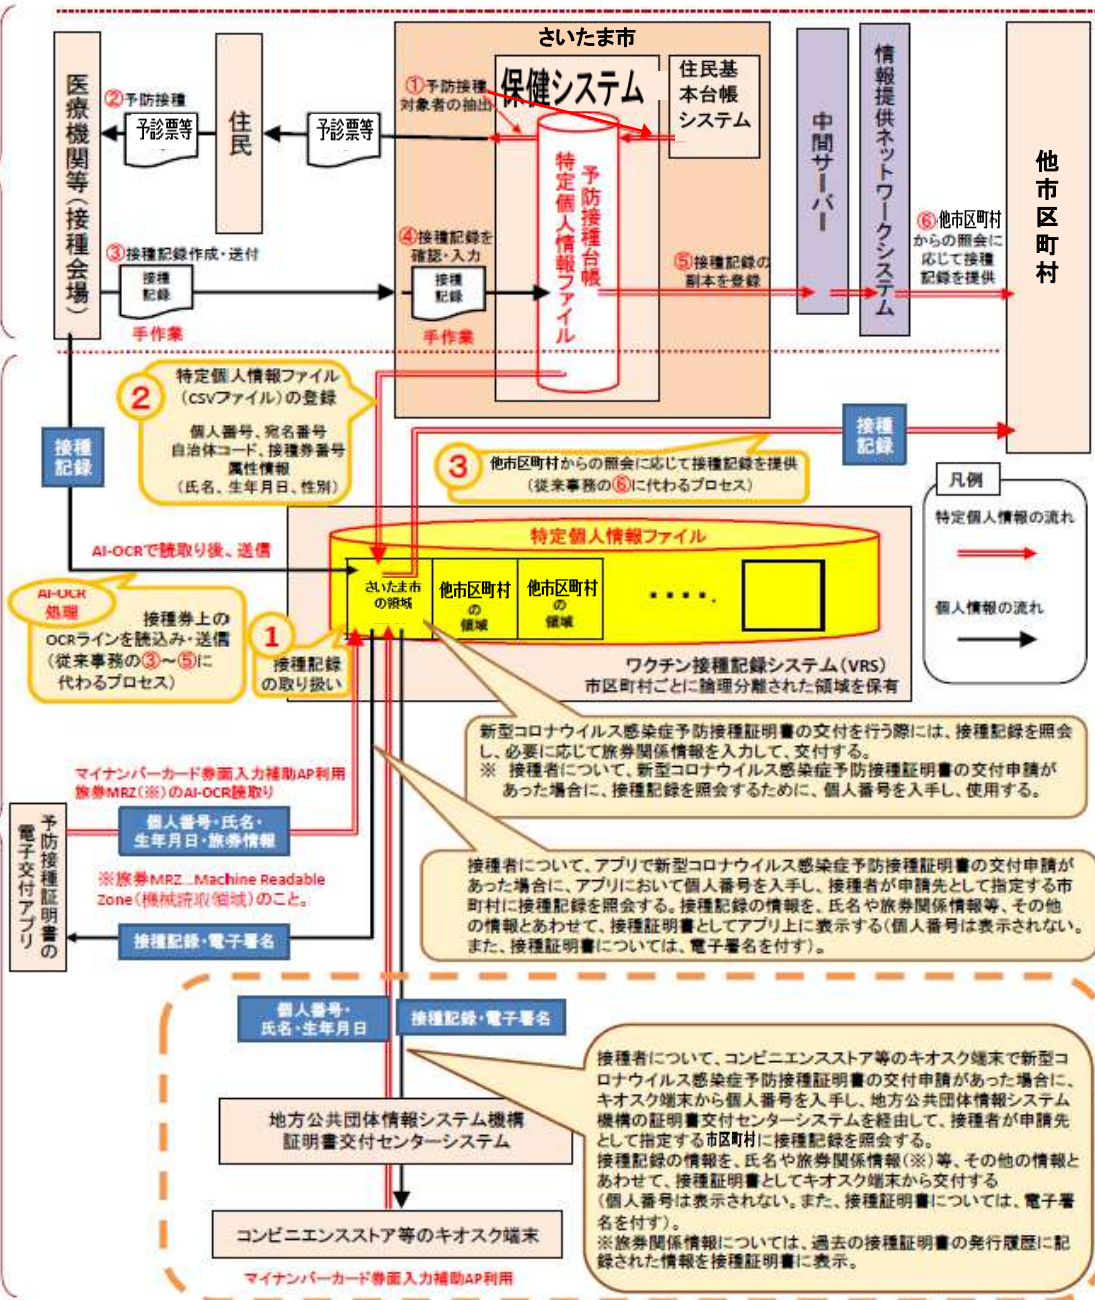 さいたま市
保健システム
住民基
本台帳
システム
①予防接種
対象者の抽出
医療機関等(接種会場)
②予防接種
予診票等
住民
予診票等
予防接種台帳
特定個人情報ファイル
中間サーバー
情報提供ネットワークシステム
他市区町村
③接種記録作成・送付
接種
記録
手作業
④接種記録を
確認・入力
接種
記録
手作業
⑤接種記録の
副本を登録
⑥他市区町村
からの照会に
応じて接種
記録を提供
2
特定個人情報ファイル
(CSVファイル)の登録
個人番号、宛名番号
自治体コード、接種券番号
属性情報
(氏名、生年月日、性別)
接種
記録
3
他市区町村からの照会に応じて接種記録を提供
(従来事務の⑥に代わるプロセス)
接種
記録
凡例
特定個人情報の流れ
個人情報の流れ
AI-OCRで読取り後、送信
特定個人情報ファイル
さいたま市
の領域
他市区町村
の
領域
他市区町村
の
領域
・・・・.
AI-OCR
処理
接種券上の
OCRラインを読込み・送信
(従来事務の③~⑤に
代わるプロセス)
1
接種記録
の取り扱い
ワクチン接種記録システム(VRS)
市区町村ごとに論理分離された領域を保有
新型コロナウイルス感染症予防接種証明書の交付を行う際には、接種記録を照会
し、必要に応じて旅券関係情報を入力して、交付する。
※ 接種者について、新型コロナウイルス感染症予防接種証明書の交付申請が
あった場合に、接種記録を照会するために、個人番号を入手し、使用する。
マイナンバーカード券面入力補助AP利用
旅券MRZ(※)のAI-OCR読取り
予防接種証明書の
電子交付アプリ
個人番号・氏名・
生年月日・旅券情報
※旅券MRZ…Machine Readable
Zone(機械読取領域)のこと。
接種記録・電子署名
接種者について、アプリで新型コロナウイルス感染症予防接種証明書の交付申請が
あった場合に、アプリにおいて個人番号を入手し、接種者が申請先として指定する市
町村に接種記録を照会する。接種記録の情報を、氏名や旅券関係情報等、その他
の情報とあわせて、接種証明書としてアプリ上に表示する(個人番号は表示されない。
また、接種証明書については、電子署名を付す)。
個人番号・
氏名・生年月日
接種記録・電子署名
接種者について、コンビニエンスストア等のキオスク端末で新型コ
ロナウイルス感染症予防接種証明書の交付申請があった場合に、
キオスク端末から個人番号を入手し、地方公共団体情報システム
機構の証明書交付センターシステムを経由して、接種者が申請先
として指定する市区町村に接種記録を照会する。
接種記録の情報を、氏名や旅券関係情報(※)等、その他の情報と
あわせて、接種証明書としてキオスク端末から交付する
(個人番号は表示されない。また、接種証明書については、電子署
名を付す)。
※旅券関係情報については、過去の接種証明書の発行履歴に記
録された情報を接種証明書に表示。
地方公共団体情報システム機構
証明書交付センターシステム
コンビニエンスストア等のキオスク端末
マイナンバーカード券面入力補助AP利用